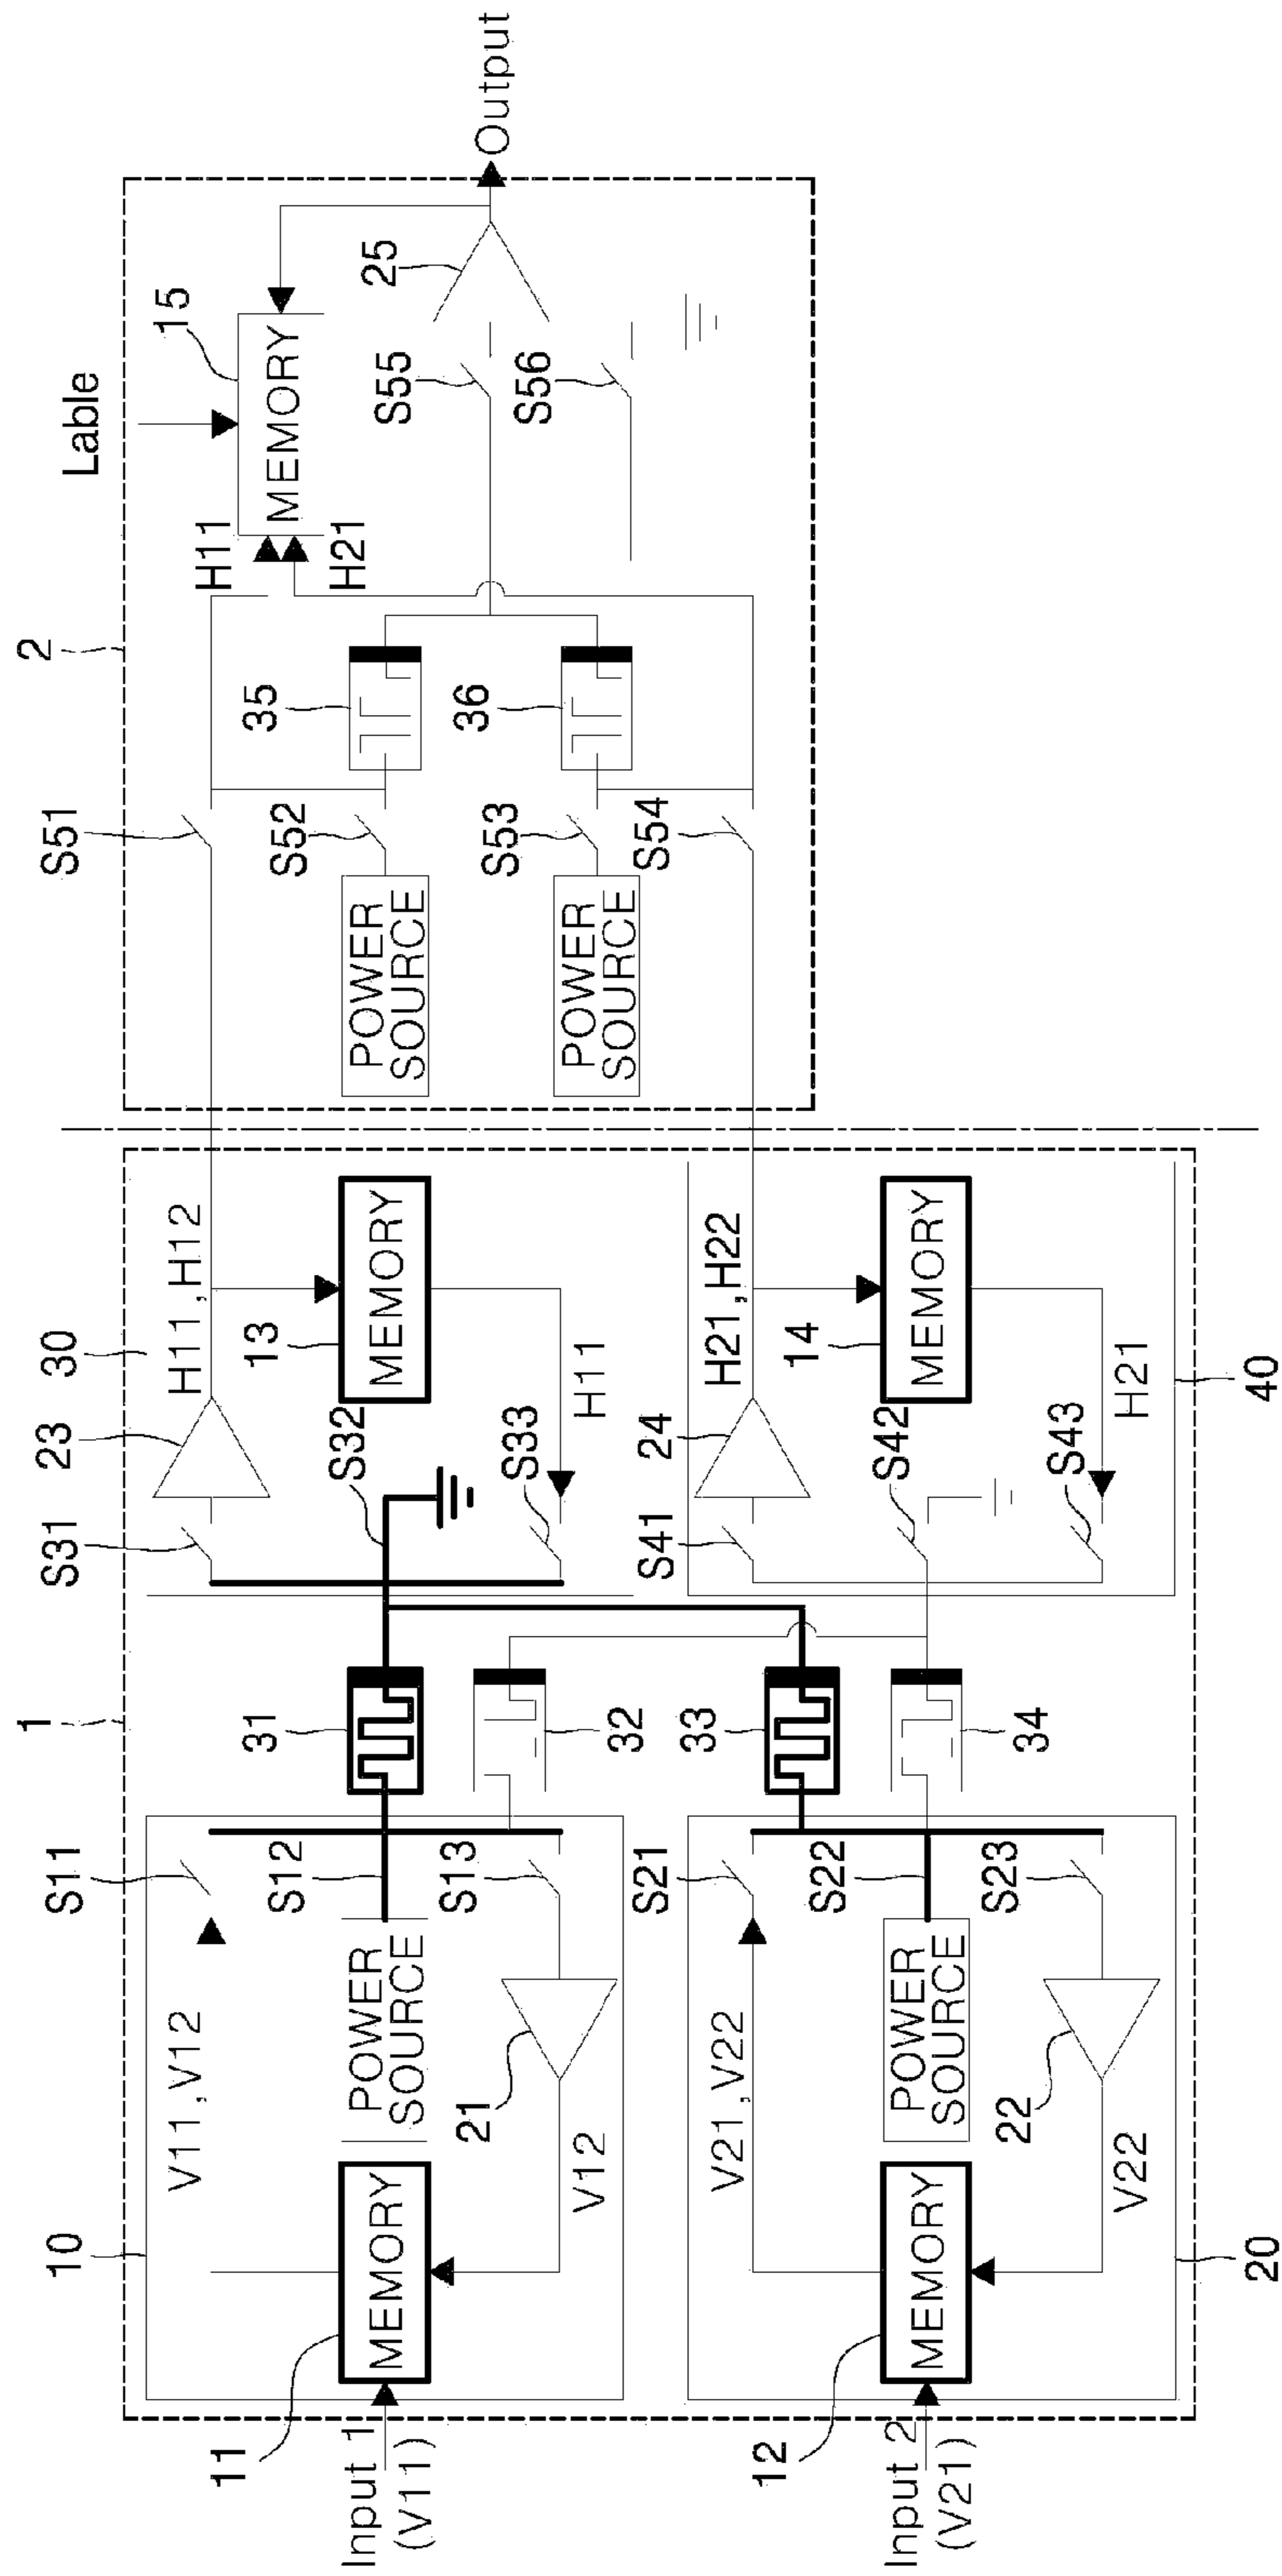 Lable
Output
2
15
MEMORY
H11
H21
25
S51
S52
S53
S54
S55
S56
35
36
POWER
SOURCE
POWER
SOURCE
1
10
30
S11
S12
S13
V11,V12
POWER
SOURCE
21
V12
11
MEMORY
Input 1
(V11)
31
32
33
34
S31
S32
S33
23
H11,H12
13
MEMORY
H11
S21
S22
S23
V21,V22
POWER
SOURCE
22
V22
12
MEMORY
Input 2
(V21)
S41
S42
S43
24
H21,H22
14
MEMORY
H21
20
40